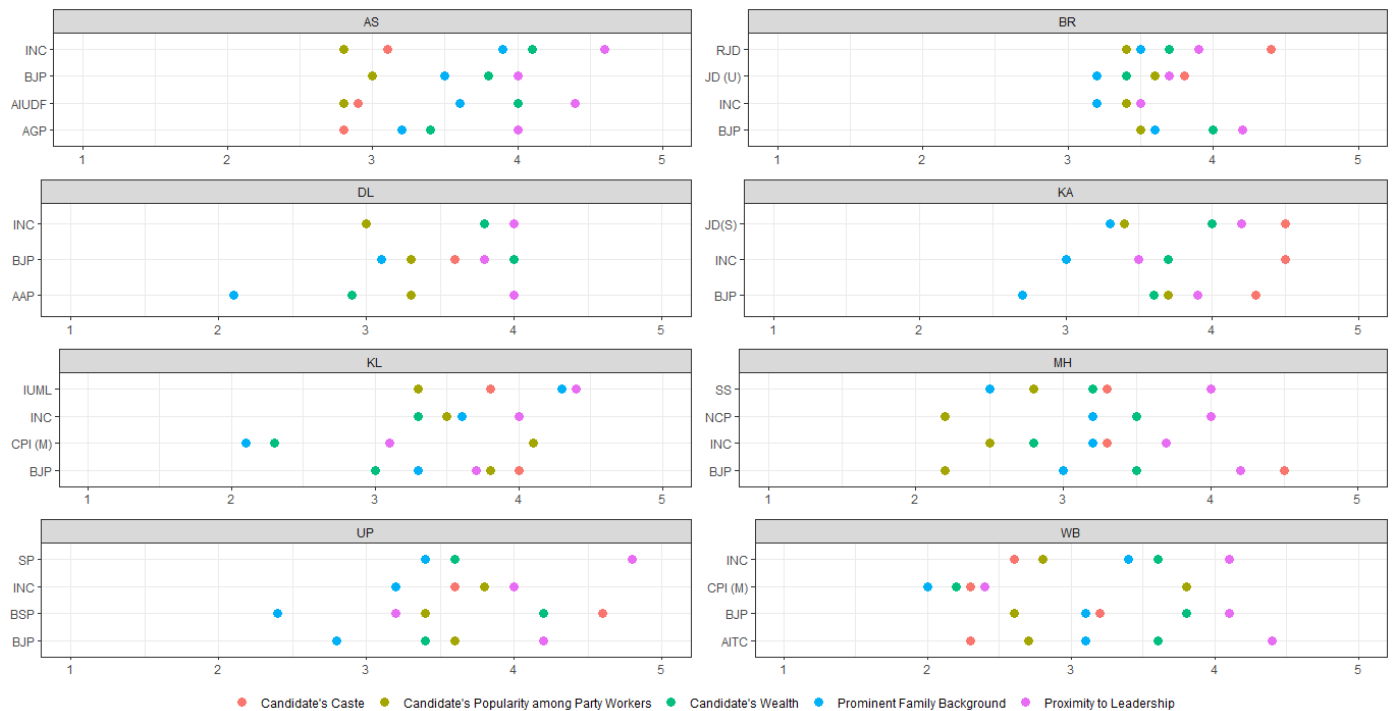 AS
INC
BJP
AIUDF
AGP
1 2 3 4 5
BR
RJD
JD (U)
INC
BJP
1 2 3 4 5
DL
INC
BJP
AAP
1 2 3 4 5
KA
JD(S)
INC
BJP
1 2 3 4 5
KL
IUML
INC
CPI (M)
BJP
1 2 3 4 5
MH
SS
NCP
INC
BJP
1 2 3 4 5
UP
SP
INC
BSP
BJP
1 2 3 4 5
WB
INC
CPI (M)
BJP
AITC
1 2 3 4 5
Candidate's Caste Candidate's Popularity among Party Workers Candidate's Wealth Prominent Family Background Proximity to Leadership